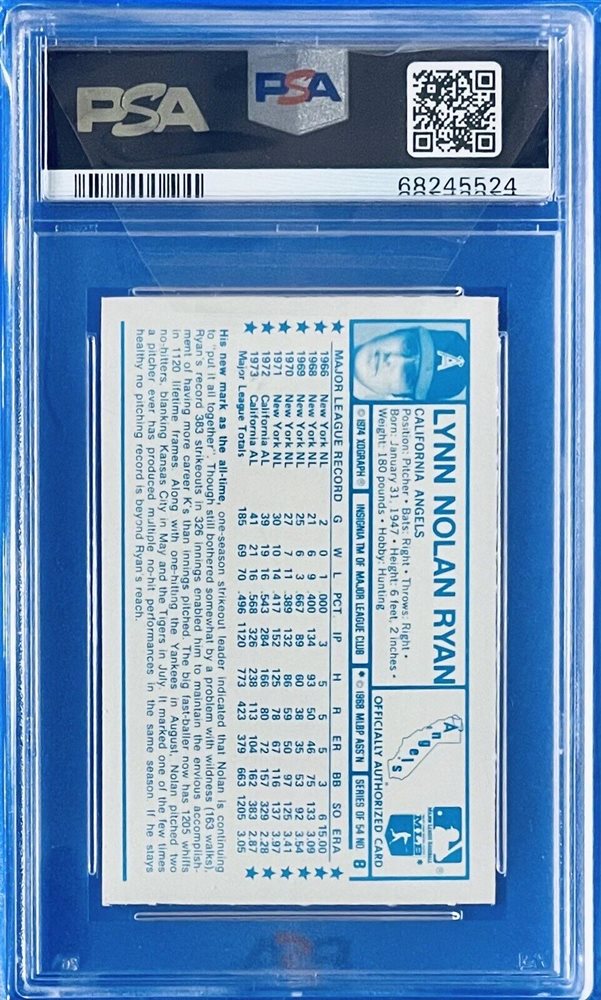 PSA
PSA
68245524
LYNN NOLAN RYAN
CALIFORNIA ANGELS
Position: Pitcher • Bats: Right • Throws: Right •
Born: January 31, 1947 • Height: 6 feet, 2 inches •
Weight: 180 pounds • Hobby: Hunting
Angels
MAJOR LEAGUE BASEBALL ®
MLB
OFFICIALLY AUTHORIZED CARD
© 1974 XOGRAPH ® INSIGNIA TM OF MAJOR LEAGUE CLUB • © 1968 MLBP ASS'N SERIES OF 54 NO. 8
★ MAJOR LEAGUE RECORD G W L PCT IP H R ER BB SO ERA ★
★ 1966 New York NL 2 0 1 .000 3 5 5 5 3 6 15.00
★ 1968 New York NL 21 6 9 .400 134 93 50 46 75 133 3.09 ★
★ 1969 New York NL 25 6 3 .667 89 60 38 35 53 92 3.54 ★
★ 1970 New York NL 27 7 11 .389 132 86 59 50 97 125 3.41 ★
★ 1971 New York NL 30 10 14 .417 152 125 78 67 116 137 3.97 ★
★ 1972 California AL 39 19 16 .543 284 166 80 72 157 329 2.28 ★
★ 1973 California AL 41 21 16 .568 326 238 113 104 162 383 2.87 ★
★ Major League Totals 185 69 70 .496 1120 773 423 379 663 1205 3.05 ★
His new mark as the all-time, one-season strikeout leader indicated that Nolan is continuing
to "put it all together". Though still bothered somewhat by a problem with wildness (163 walks),
Ryan's record 383 strikeouts in 326 innings enabled him to maintain the envious accomplish-
ment of having more career K's than innings pitched. The big fast-baller now has 1205 whiffs
in 1120 lifetime frames. Along with one-hitting the Yankees in August, Nolan pitched two
no-hitters, blanking Kansas City in May and the Tigers in July. It marked one of the few times
a pitcher ever has produced multiple no-hit performances in the same season. If he stays
healthy no pitching record is beyond Ryan's reach.